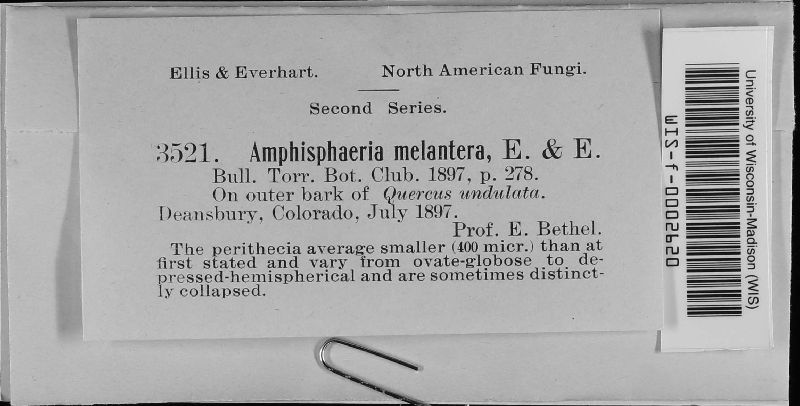 Ellis & Everhart. North American Fungi.
Second Series.
3521. Amphisphaeria melantera, E. & E.
Bull. Torr. Bot. Club. 1897, p. 278.
On outer bark of Quercus undulata.
Deansbury, Colorado, July 1897.
Prof. E. Bethel.
The perithecia average smaller (400 micr.) than at
first stated and vary from ovate-globose to de-
pressed-hemispherical and are sometimes distinct-
ly collapsed.
WIS-f-0002920
University of Wisconsin-Madison (WIS)